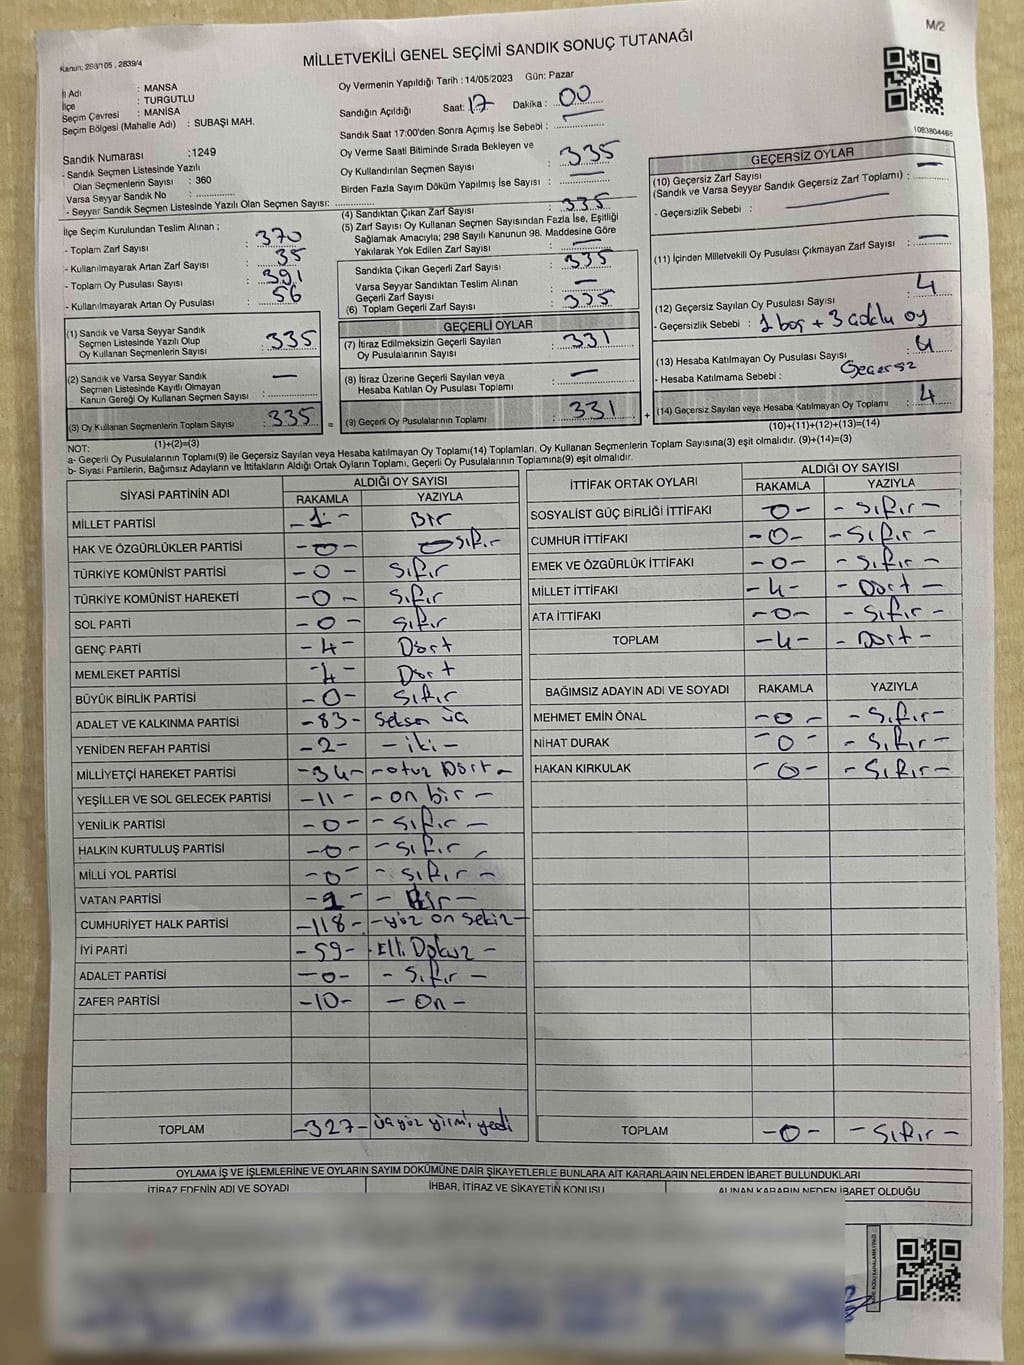 M/2
Kanun: 298/105 , 2839/4
MİLLETVEKİLİ GENEL SEÇİMİ SANDIK SONUÇ TUTANAĞI
İl Adı : MANSA
İlçe : TURGUTLU
Seçim Çevresi : MANİSA
Seçim Bölgesi (Mahalle Adı) : SUBAŞI MAH.
Oy Vermenin Yapıldığı Tarih : 14/05/2023 Gün: Pazar
Sandığın Açıldığı Saat: 17 Dakika : 00
Sandık Saat 17:00'den Sonra Açımış İse Sebebi :
Oy Verme Saati Bitiminde Sırada Bekleyen ve
Oy Kullandırılan Seçmen Sayısı : 335
Birden Fazla Sayım Döküm Yapılmış İse Sayısı : —
1083804468
Sandık Numarası :1249
- Sandık Seçmen Listesinde Yazılı
Olan Seçmenlerin Sayısı : 360
Varsa Seyyar Sandık No :
- Seyyar Sandık Seçmen Listesinde Yazılı Olan Seçmen Sayısı:
İlçe Seçim Kurulundan Teslim Alınan ;
- Toplam Zarf Sayısı : 370
- Kullanılmayarak Artan Zarf Sayısı : 35
- Toplam Oy Pusulası Sayısı : 391
- Kullanılmayarak Artan Oy Pusulası : 56
(1) Sandık ve Varsa Seyyar Sandık
Seçmen Listesinde Yazılı Olup
Oy Kullanan Seçmenlerin Sayısı : 335
(2) Sandık ve Varsa Seyyar Sandık
Seçmen Listesinde Kayıtlı Olmayan
Kanun Gereği Oy Kullanan Seçmen Sayısı : —
(3) Oy Kullanan Seçmenlerin Toplam Sayısı : 335
(1)+(2)=(3)
(4) Sandıktan Çıkan Zarf Sayısı : 335
(5) Zarf Sayısı Oy Kullanan Seçmen Sayısından Fazla İse, Eşitliği
Sağlamak Amacıyla; 298 Sayılı Kanunun 98. Maddesine Göre
Yakılarak Yok Edilen Zarf Sayısı : —
Sandıkta Çıkan Geçerli Zarf Sayısı : 335
Varsa Seyyar Sandıktan Teslim Alınan
Geçerli Zarf Sayısı : —
(6) Toplam Geçerli Zarf Sayısı : 335
GEÇERLİ OYLAR
(7) İtiraz Edilmeksizin Geçerli Sayılan
Oy Pusulalarının Sayısı : 331
(8) İtiraz Üzerine Geçerli Sayılan veya
Hesaba Katılan Oy Pusulası Toplamı : —
= (9) Geçerli Oy Pusulalarının Toplamı : 331 +
GEÇERSİZ OYLAR
(10) Geçersiz Zarf Sayısı
(Sandık ve Varsa Seyyar Sandık Geçersiz Zarf Toplamı) : —
- Geçersizlik Sebebi : —
(11) İçinden Milletvekili Oy Pusulası Çıkmayan Zarf Sayısı : —
(12) Geçersiz Sayılan Oy Pusulası Sayısı : 4
- Geçersizlik Sebebi : 1 boş + 3 çoklu oy
(13) Hesaba Katılmayan Oy Pusulası Sayısı : 4
- Hesaba Katılmama Sebebi : Geçersiz
(14) Geçersiz Sayılan veya Hesaba Katılmayan Oy Toplamı : 4
(10)+(11)+(12)+(13)=(14)
NOT:
a- Geçerli Oy Pusulalarının Toplamı(9) ile Geçersiz Sayılan veya Hesaba katılmayan Oy Toplamı(14) Toplamları, Oy Kullanan Seçmenlerin Toplam Sayısına(3) eşit olmalıdır. (9)+(14)=(3)
b- Siyasi Partilerin, Bağımsız Adayların ve İttifakların Aldığı Ortak Oyların Toplamı, Geçerli Oy Pusulalarının Toplamına(9) eşit olmalıdır.
SİYASİ PARTİNİN ADI ALDIĞI OY SAYISI
RAKAMLA YAZIYLA
MİLLET PARTİSİ -1- Bir
HAK VE ÖZGÜRLÜKLER PARTİSİ -0- sıfır
TÜRKİYE KOMÜNİST PARTİSİ -0- Sıfır
TÜRKİYE KOMÜNİST HAREKETİ -0- Sıfır
SOL PARTİ -0- Sıfır
GENÇ PARTİ -4- Dört
MEMLEKET PARTİSİ -4- Dört
BÜYÜK BİRLİK PARTİSİ -0- Sıfır
ADALET VE KALKINMA PARTİSİ -83- Seksen üç
YENİDEN REFAH PARTİSİ -2- -iki-
MİLLİYETÇİ HAREKET PARTİSİ -34- -otuz Dört-
YEŞİLLER VE SOL GELECEK PARTİSİ -11- -on bir-
YENİLİK PARTİSİ -0- -Sıfır-
HALKIN KURTULUŞ PARTİSİ -0- -Sıfır-
MİLLİ YOL PARTİSİ -0- -Sıfır-
VATAN PARTİSİ -1- -Bir-
CUMHURİYET HALK PARTİSİ -118- -yüz on sekiz-
İYİ PARTİ -59- -Elli Dokuz-
ADALET PARTİSİ -0- -Sıfır-
ZAFER PARTİSİ -10- -On-
TOPLAM -327- üçyüz yirmi yedi
İTTİFAK ORTAK OYLARI ALDIĞI OY SAYISI
RAKAMLA YAZIYLA
SOSYALİST GÜÇ BİRLİĞİ İTTİFAKI -0- -Sıfır-
CUMHUR İTTİFAKI -0- -Sıfır-
EMEK VE ÖZGÜRLÜK İTTİFAKI -0- -Sıfır-
MİLLET İTTİFAKI -4- -Dört-
ATA İTTİFAKI -0- -Sıfır-
TOPLAM -4- -Dört-
BAĞIMSIZ ADAYIN ADI VE SOYADI RAKAMLA YAZIYLA
MEHMET EMİN ÖNAL -0- -Sıfır-
NİHAT DURAK -0- -Sıfır-
HAKAN KIRKULAK -0- -Sıfır-
TOPLAM -0- -Sıfır-
OYLAMA İŞ VE İŞLEMLERİNE VE OYLARIN SAYIM DÖKÜMÜNE DAİR ŞİKAYETLERLE BUNLARA AİT KARARLARIN NELERDEN İBARET BULUNDUKLARI
İTİRAZ EDENİN ADI VE SOYADI İHBAR, İTİRAZ VE ŞİKAYETİN KONUSU ALINAN KARARIN NEDEN İBARET OLDUĞU